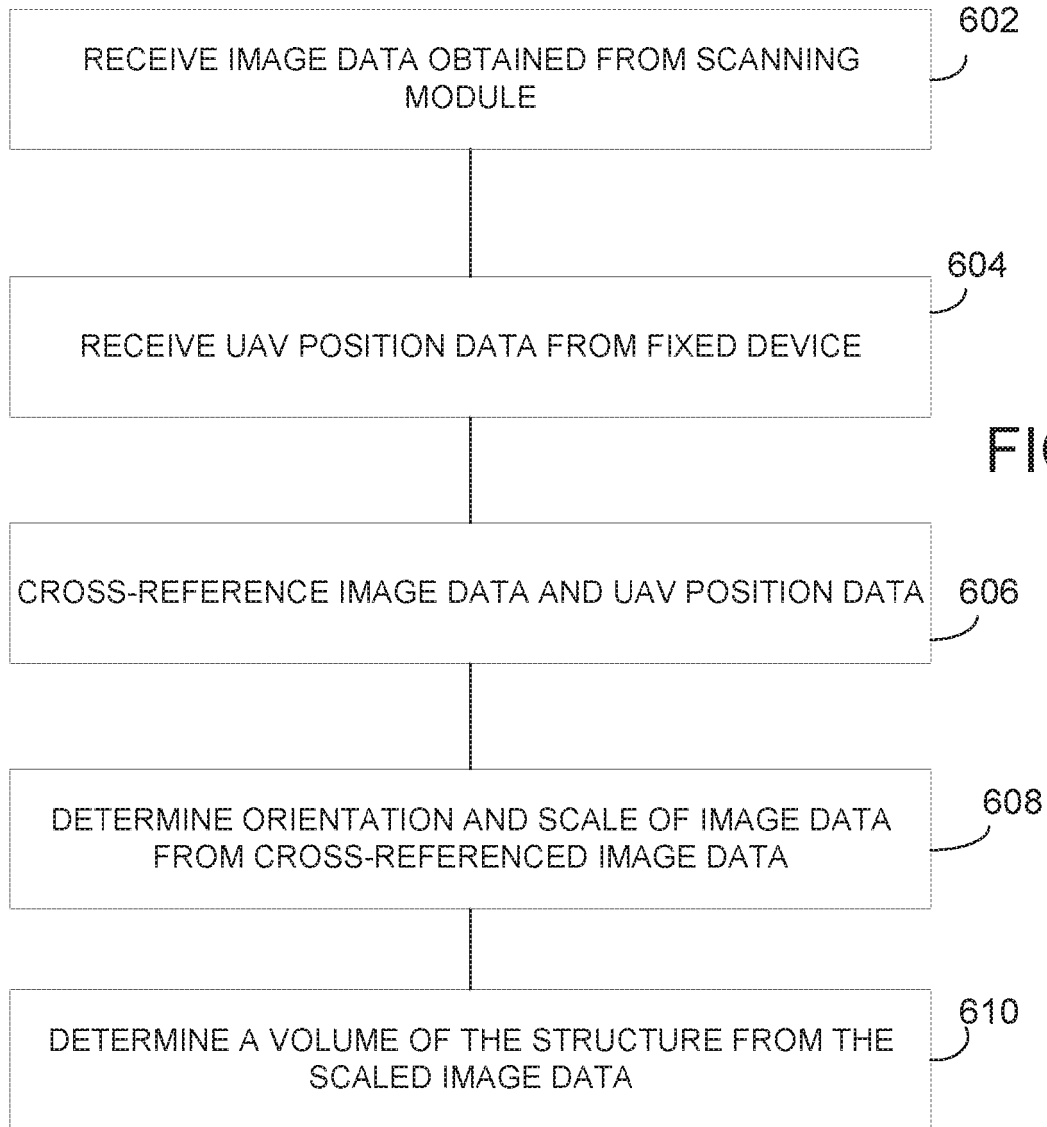 602
RECEIVE IMAGE DATA OBTAINED FROM SCANNING
MODULE
604
RECEIVE UAV POSITION DATA FROM FIXED DEVICE
CROSS-REFERENCE IMAGE DATA AND UAV POSITION DATA
606
DETERMINE ORIENTATION AND SCALE OF IMAGE DATA
FROM CROSS-REFERENCED IMAGE DATA
608
DETERMINE A VOLUME OF THE STRUCTURE FROM THE
SCALED IMAGE DATA
610